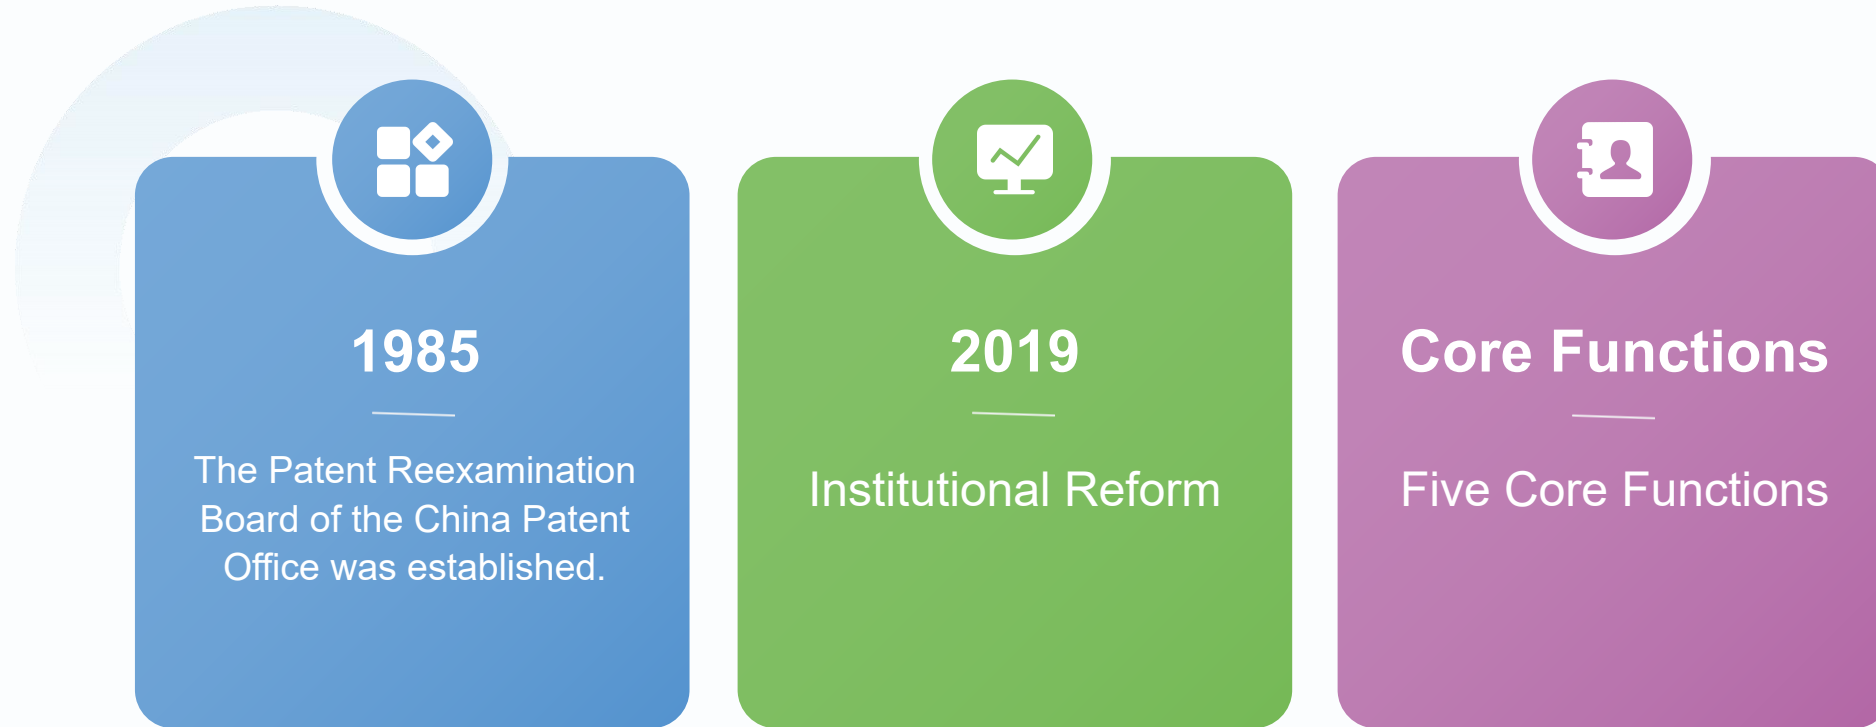 1985
The Patent Reexamination
Board of the China Patent
Office was established.
2019
Institutional Reform
Core Functions
Five Core Functions